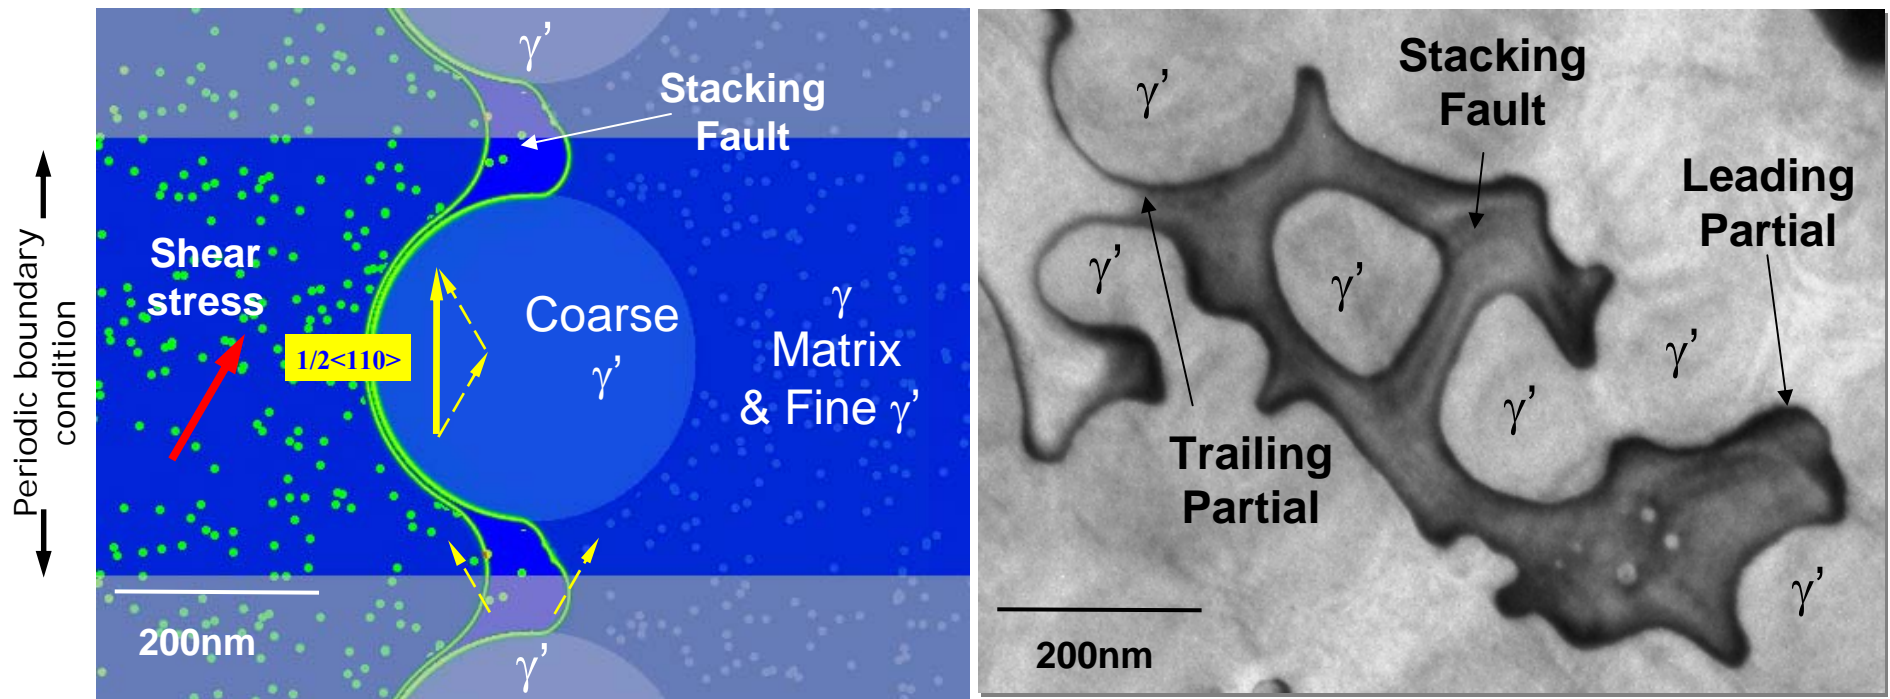 γ’
Stacking
Fault
Periodic boundary
condition
Shear
stress
1/2<110>
Coarse
γ’
γ
Matrix
& Fine γ’
200nm
γ’
γ’
Stacking
Fault
Leading
Partial
γ’
γ’
γ’
γ’
Trailing
Partial
γ’
200nm